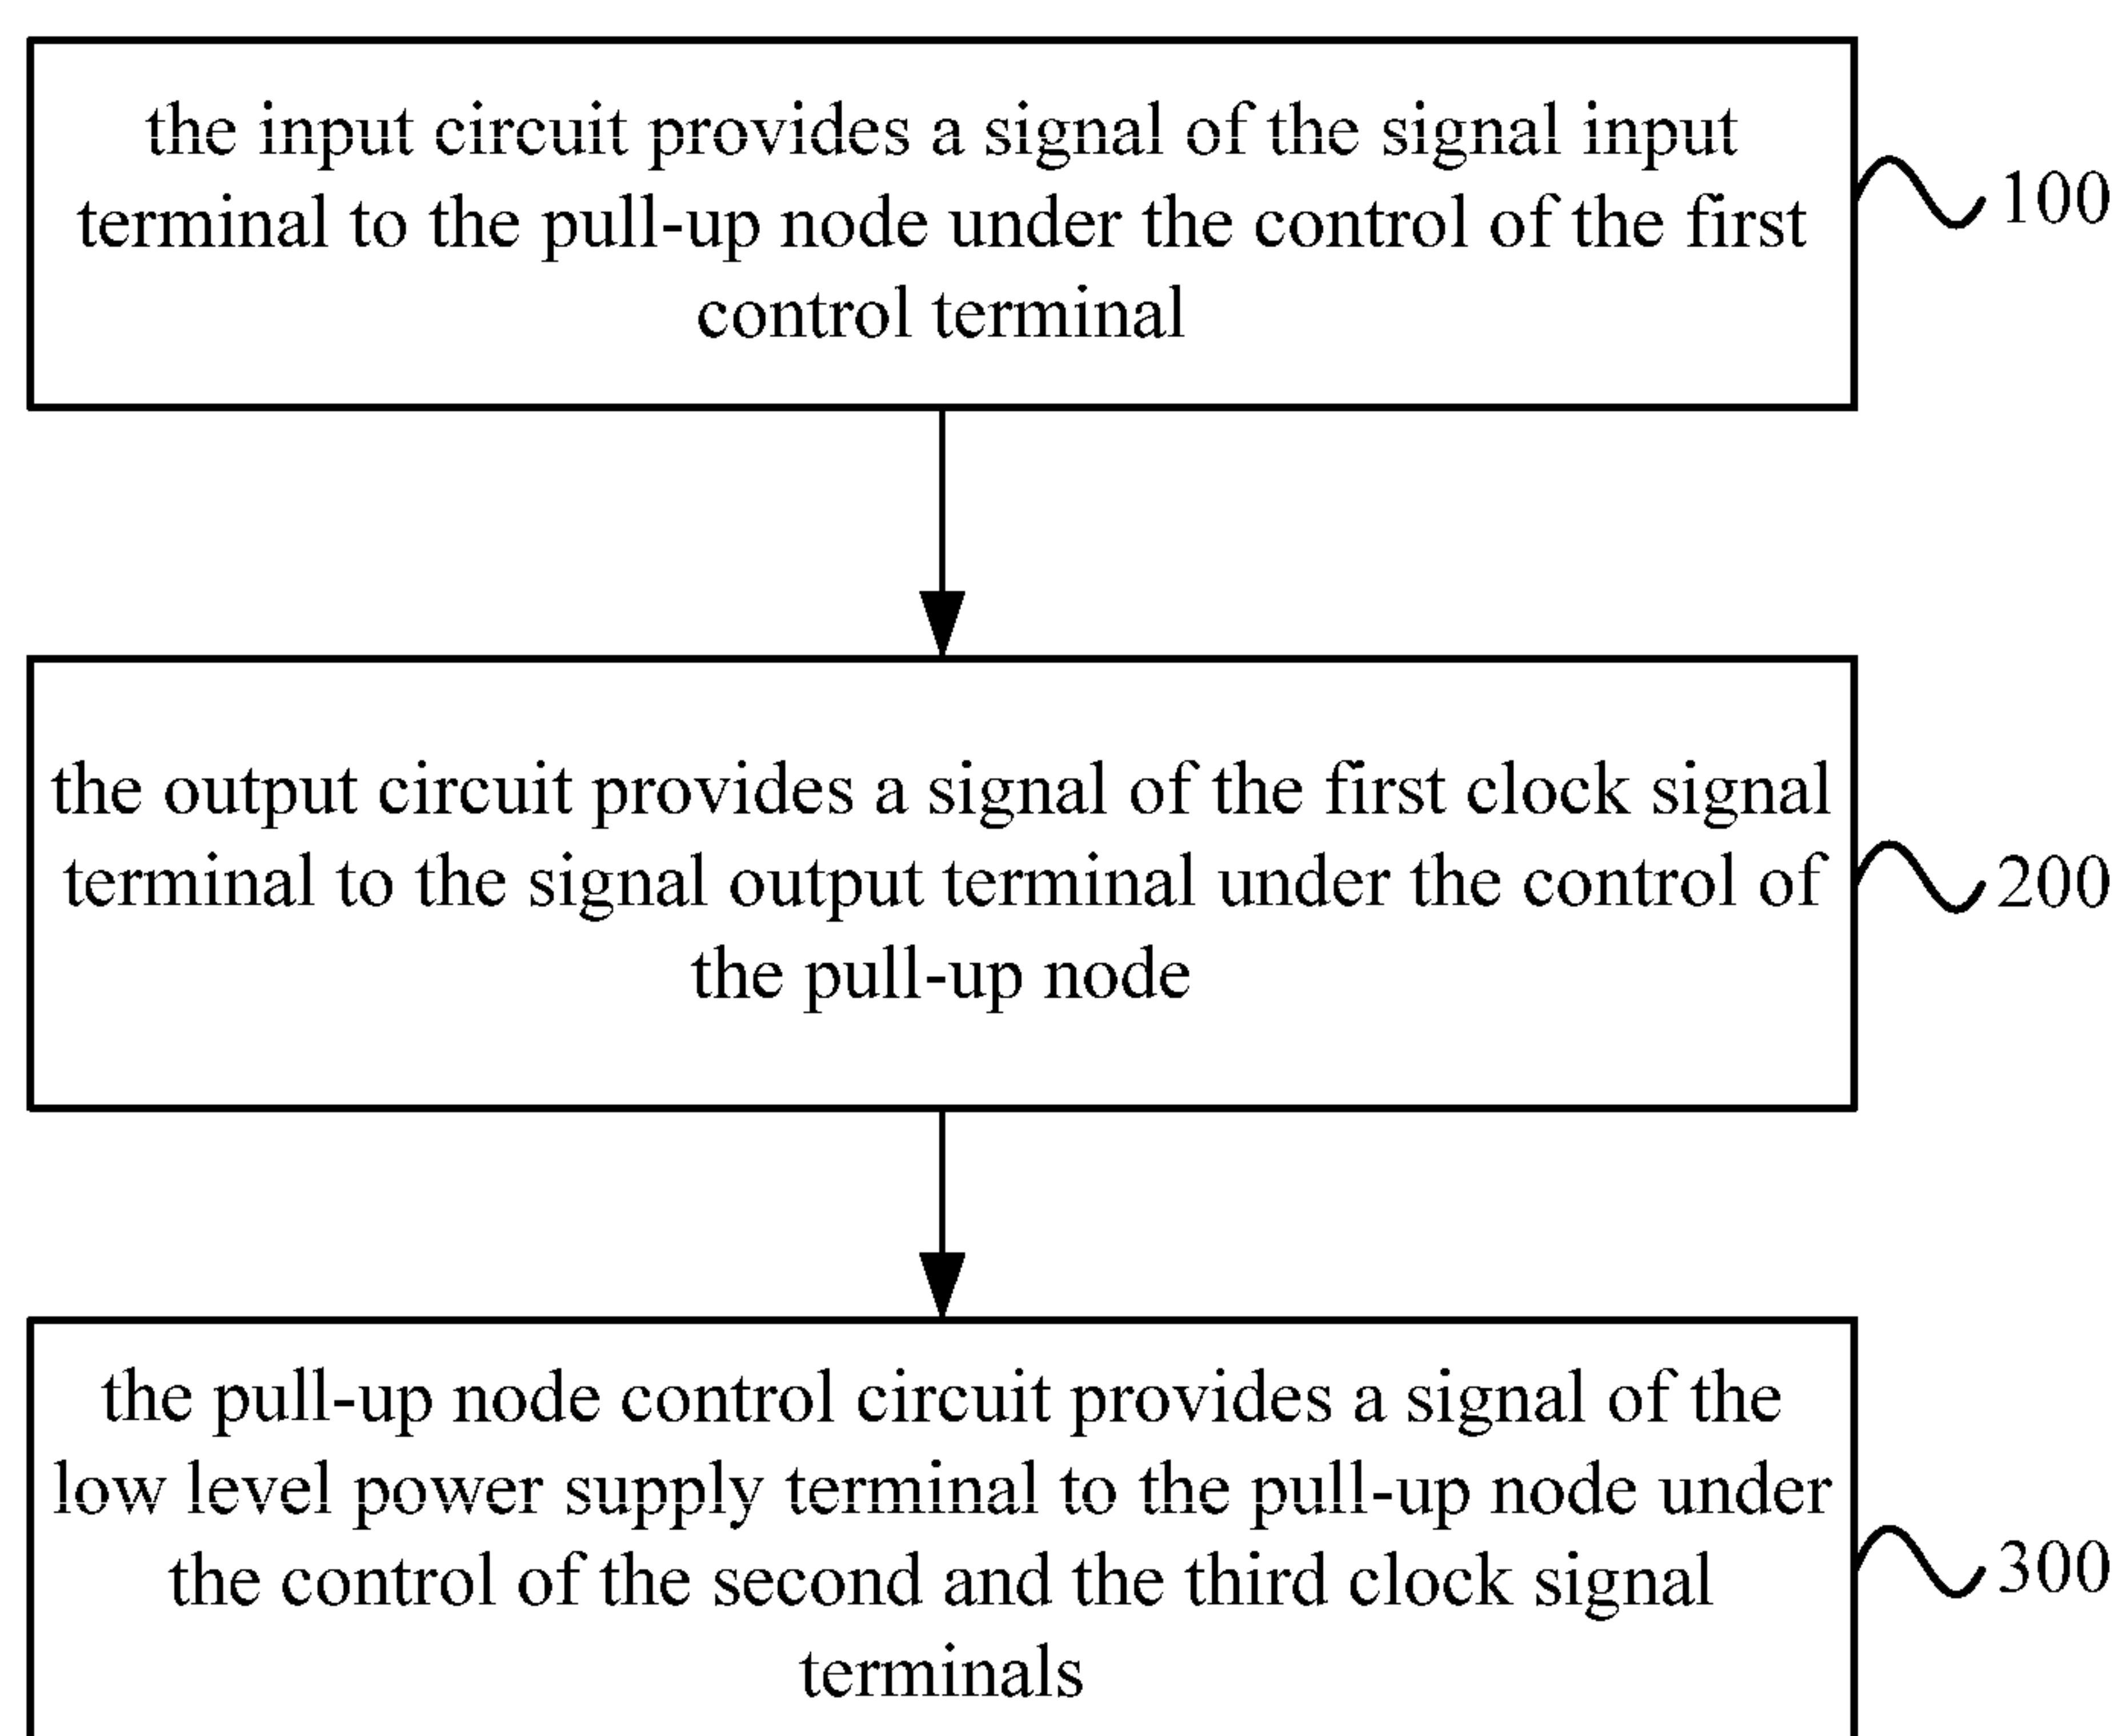 the input circuit provides a signal of the signal input
terminal to the pull-up node under the control of the first
control terminal
100
the output circuit provides a signal of the first clock signal
terminal to the signal output terminal under the control of
the pull-up node
200
the pull-up node control circuit provides a signal of the
low level power supply terminal to the pull-up node under
the control of the second and the third clock signal
terminals
300